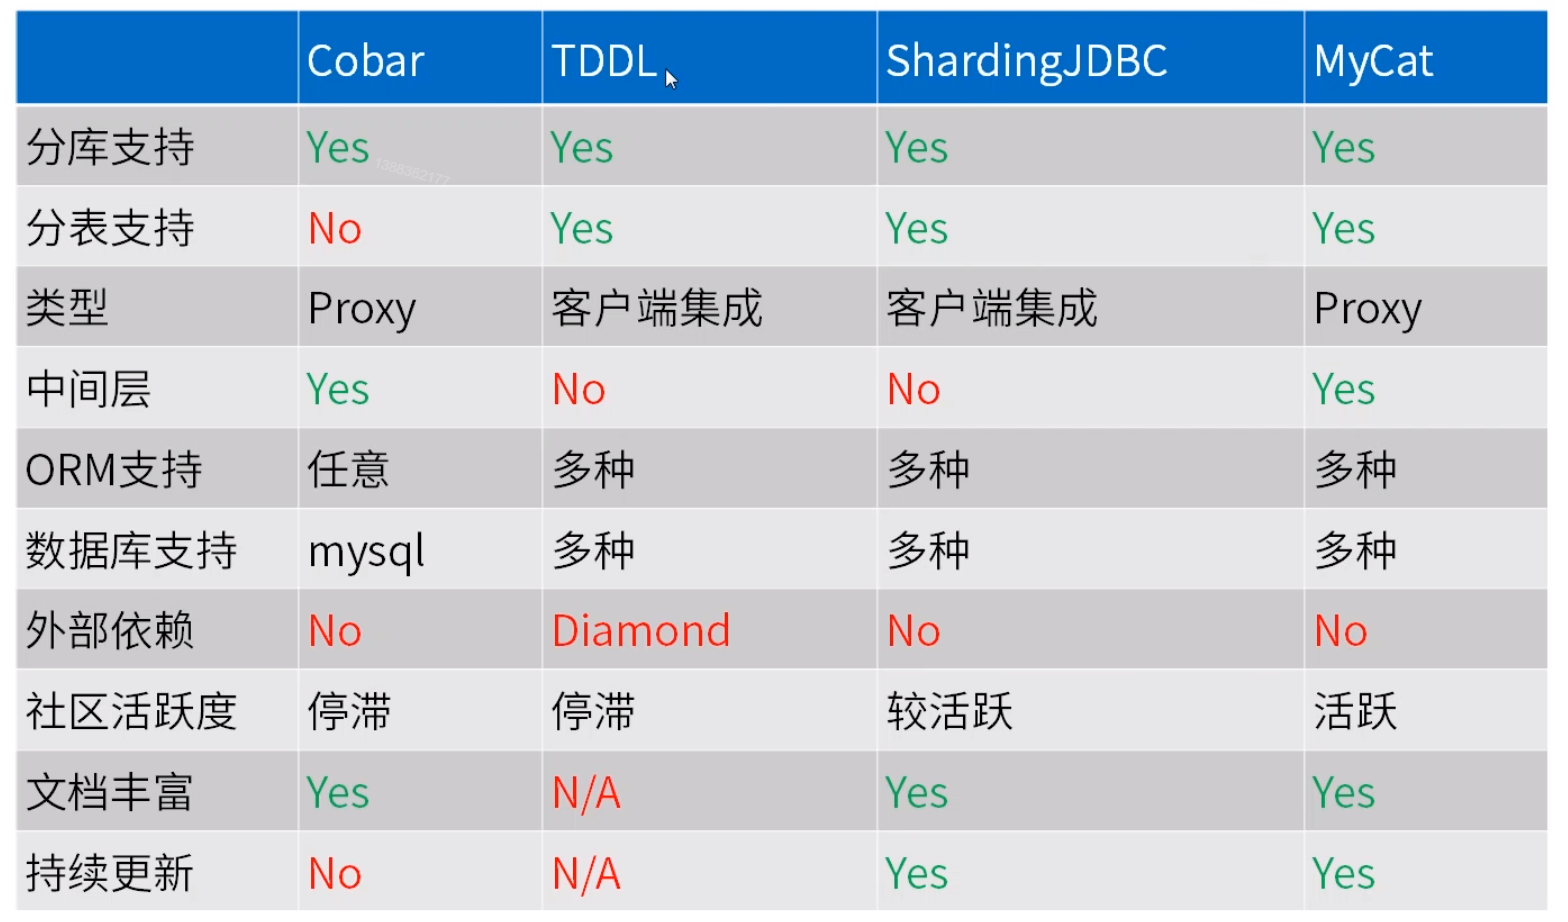 Cobar TDDL ShardingJDBC MyCat
分库支持 Yes Yes Yes Yes
1388362177
分表支持 No Yes Yes Yes
类型 Proxy 客户端集成 客户端集成 Proxy
中间层 Yes No No Yes
ORM支持 任意 多种 多种 多种
数据库支持 mysql 多种 多种 多种
外部依赖 No Diamond No No
社区活跃度 停滞 停滞 较活跃 活跃
文档丰富 Yes N/A Yes Yes
持续更新 No N/A Yes Yes